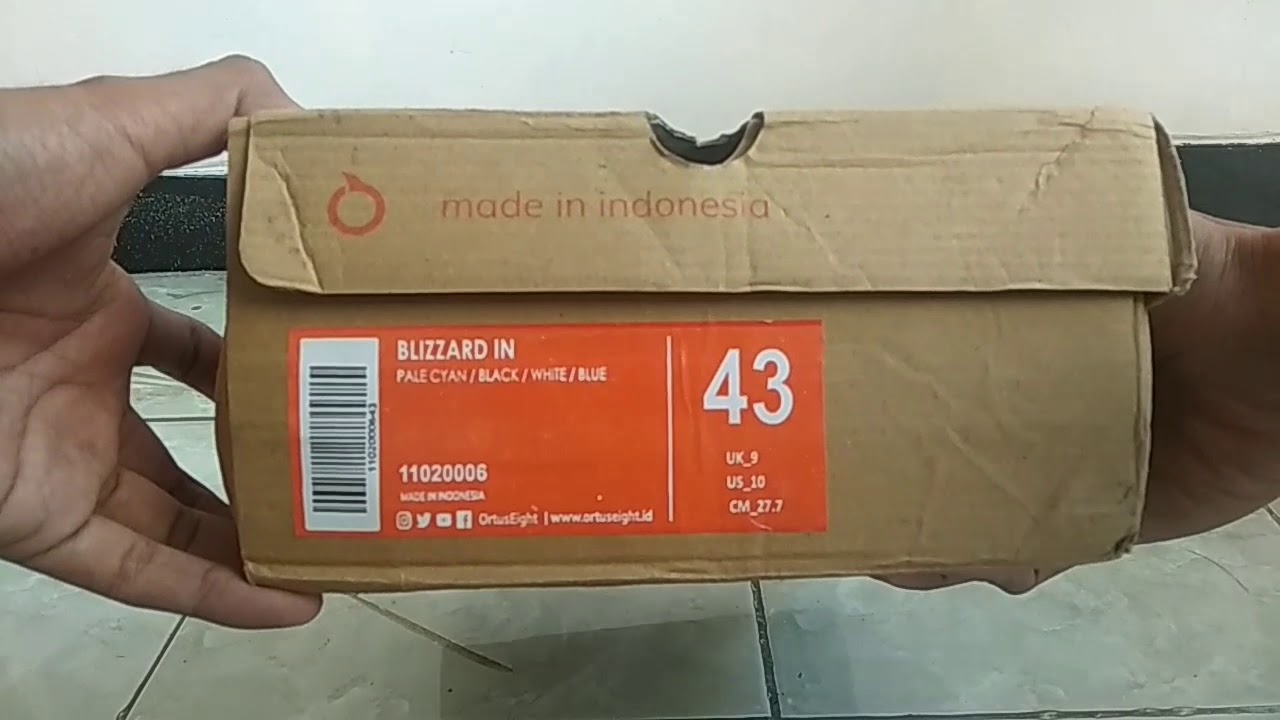 made in indonesia
BLIZZARD IN
PALE CYAN / BLACK / WHITE / BLUE
1102000643
11020006
MADE IN INDONESIA
OrtusEight | www.ortuseight.id
43
UK_9
US_10
CM_27.7